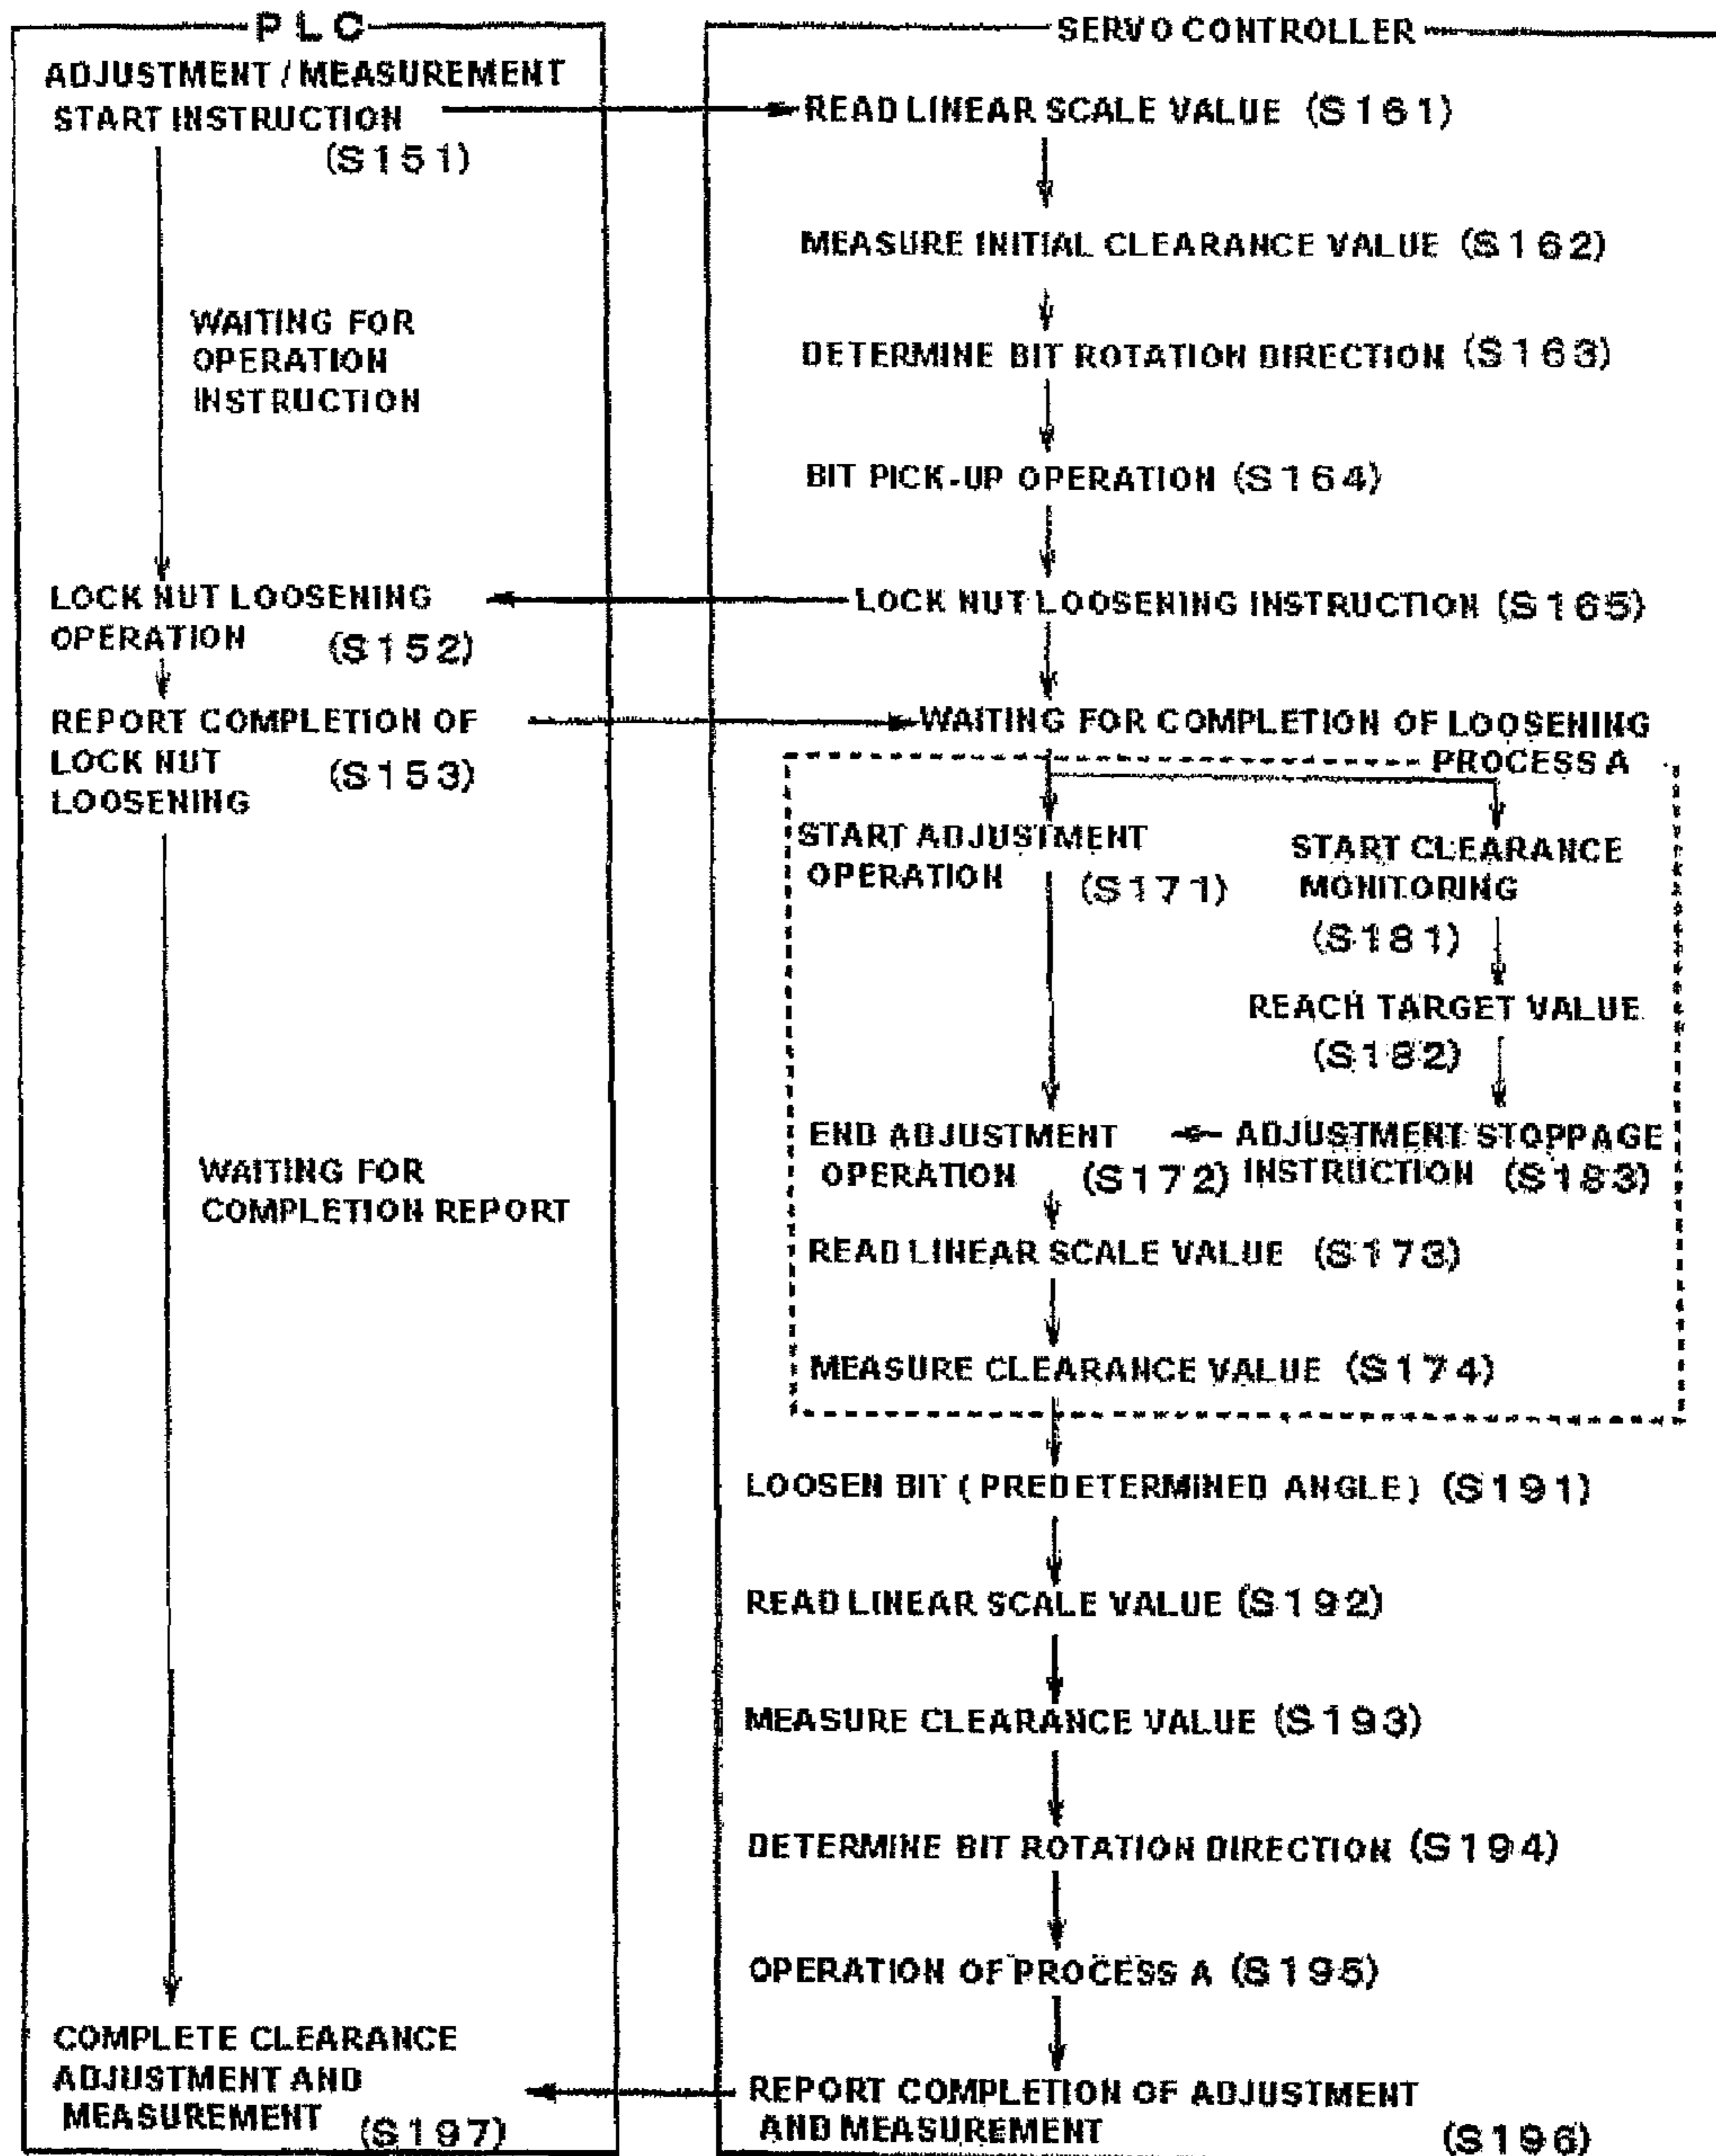 PLC
ADJUSTMENT / MEASUREMENT
START INSTRUCTION
(S151)
WAITING FOR
OPERATION
INSTRUCTION
LOCK NUT LOOSENING
OPERATION (S152)
REPORT COMPLETION OF
LOCK NUT
LOOSENING (S153)
WAITING FOR
COMPLETION REPORT
COMPLETE CLEARANCE
ADJUSTMENT AND
MEASUREMENT (S197)
SERVO CONTROLLER
READ LINEAR SCALE VALUE (S161)
MEASURE INITIAL CLEARANCE VALUE (S162)
DETERMINE BIT ROTATION DIRECTION (S163)
BIT PICK-UP OPERATION (S164)
LOCK NUT LOOSENING INSTRUCTION (S165)
WAITING FOR COMPLETION OF LOOSENING
PROCESS A
START ADJUSTMENT
OPERATION (S171)
START CLEARANCE
MONITORING
(S181)
REACH TARGET VALUE
(S182)
END ADJUSTMENT
OPERATION (S172)
ADJUSTMENT STOPPAGE
INSTRUCTION (S183)
READ LINEAR SCALE VALUE (S173)
MEASURE CLEARANCE VALUE (S174)
LOOSEN BIT ( PREDETERMINED ANGLE ) (S191)
READ LINEAR SCALE VALUE (S192)
MEASURE CLEARANCE VALUE (S193)
DETERMINE BIT ROTATION DIRECTION (S194)
OPERATION OF PROCESS A (S195)
REPORT COMPLETION OF ADJUSTMENT
AND MEASUREMENT (S196)